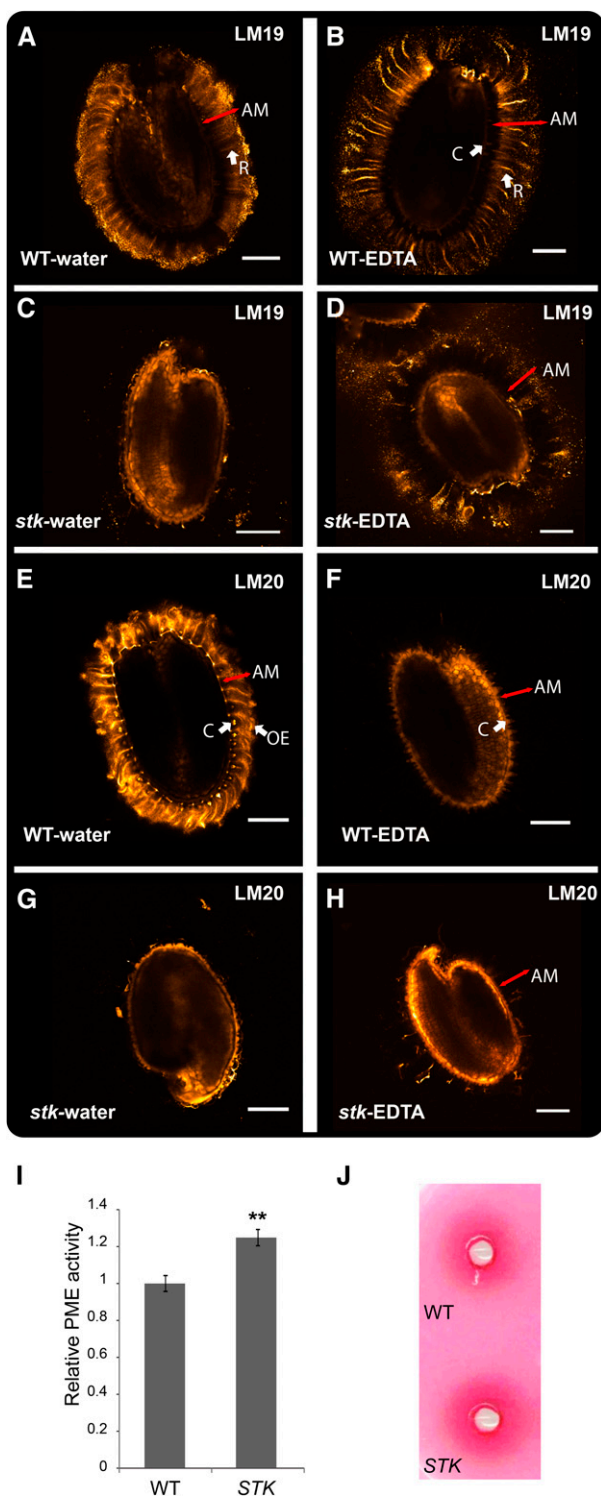 A
LM19
AM
R
WT-water
B
LM19
AM
C
R
WT-EDTA
C
LM19
stk-water
D
LM19
AM
stk-EDTA
E
LM20
AM
C
OE
WT-water
F
LM20
AM
C
WT-EDTA
G
LM20
stk-water
H
LM20
AM
stk-EDTA
I
Relative PME activity
1.4
1.2
1
0.8
0.6
0.4
0.2
0
**
WT
STK
J
WT
STK